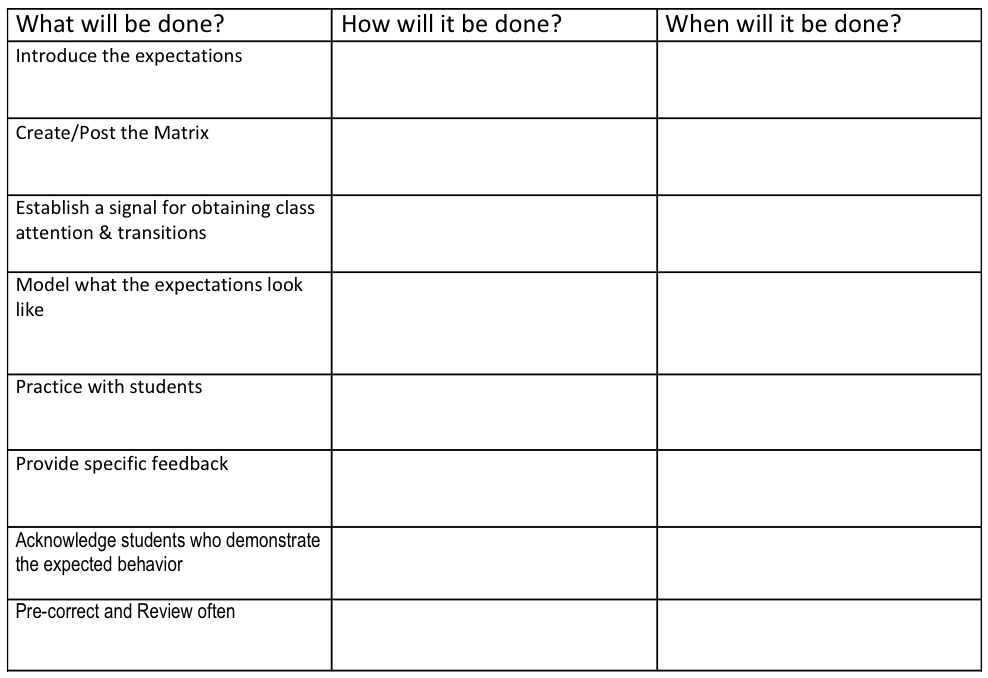 What will be done? How will it be done? When will it be done?
Introduce the expectations
Create/Post the Matrix
Establish a signal for obtaining class
attention & transitions
Model what the expectations look
like
Practice with students
Provide specific feedback
Acknowledge students who demonstrate
the expected behavior
Pre-correct and Review often